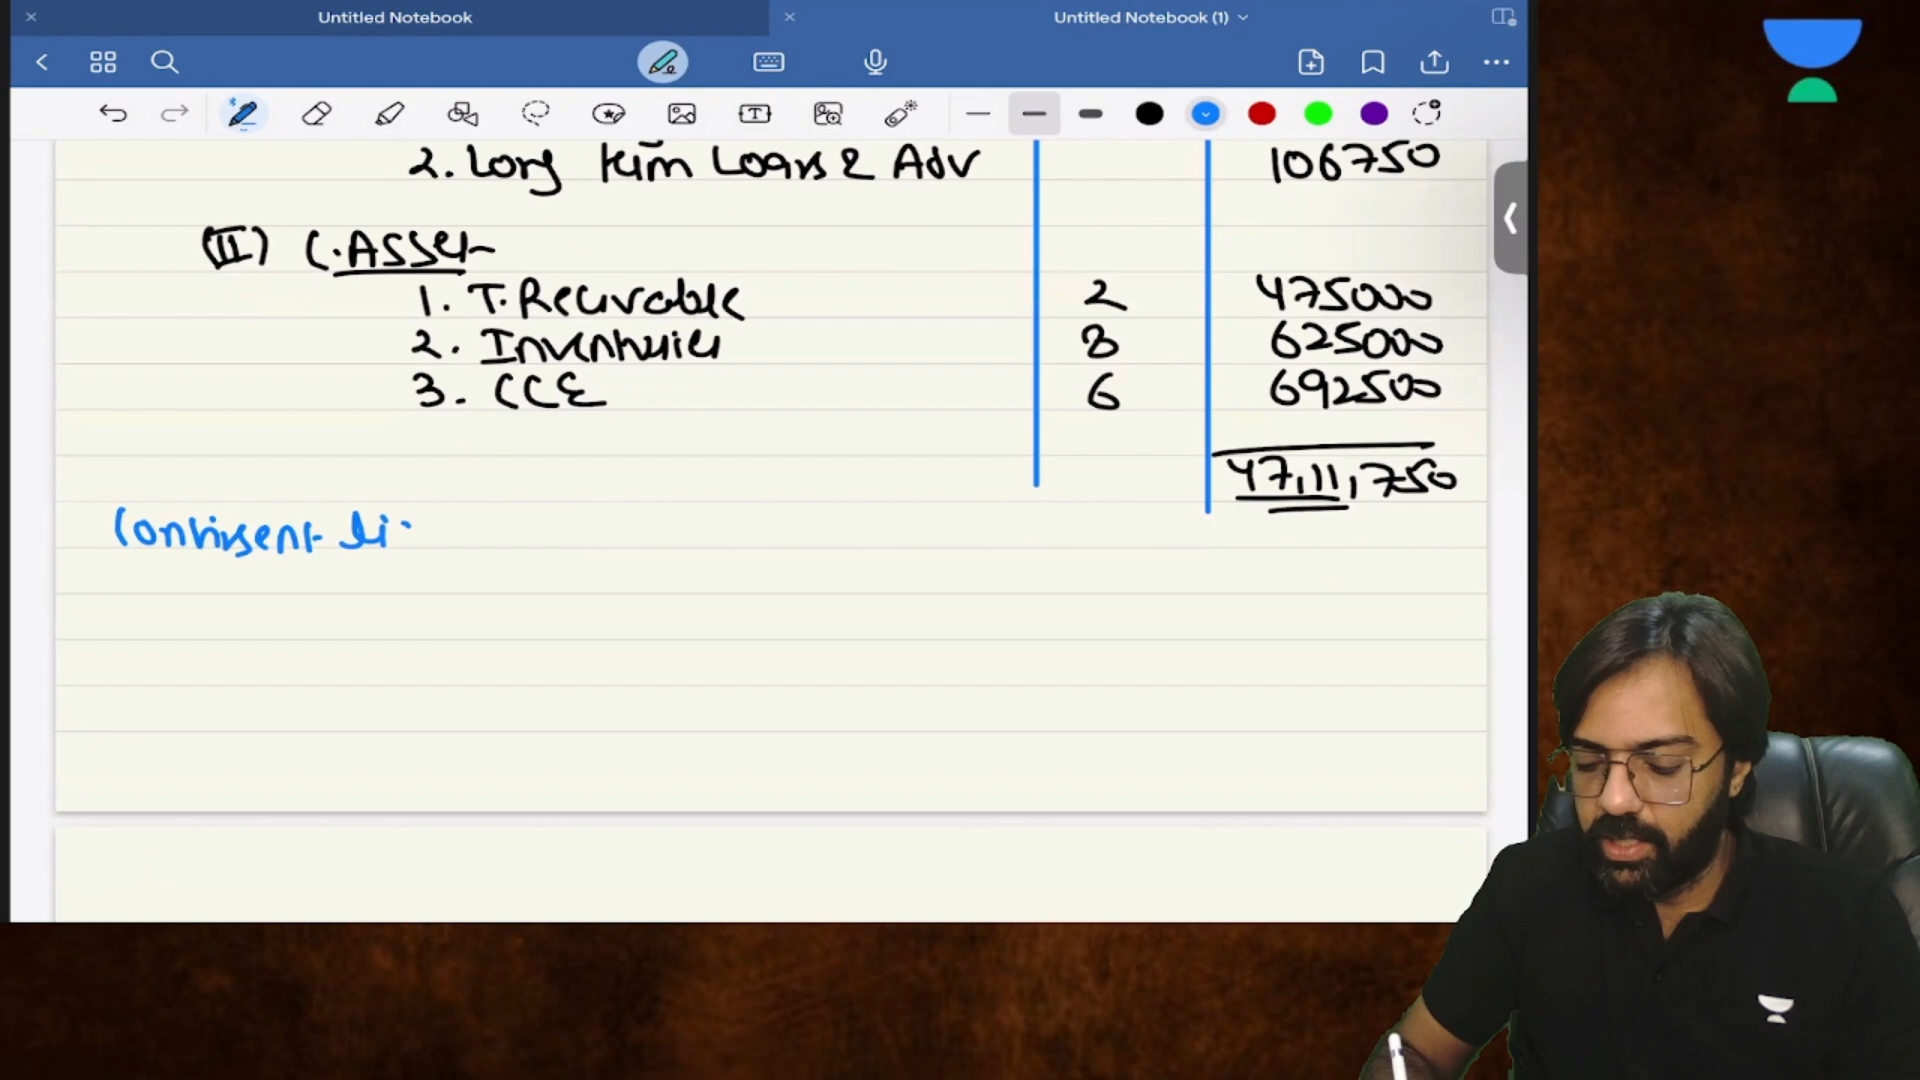 Untitled Notebook
Untitled Notebook (1)
2. Long term Loans & Adv 106750
(II) C.Asset
1. T. Receivable 2 475000
2. Inventories 3 625000
3. CCE 6 692500
47,11,750
Contingent li